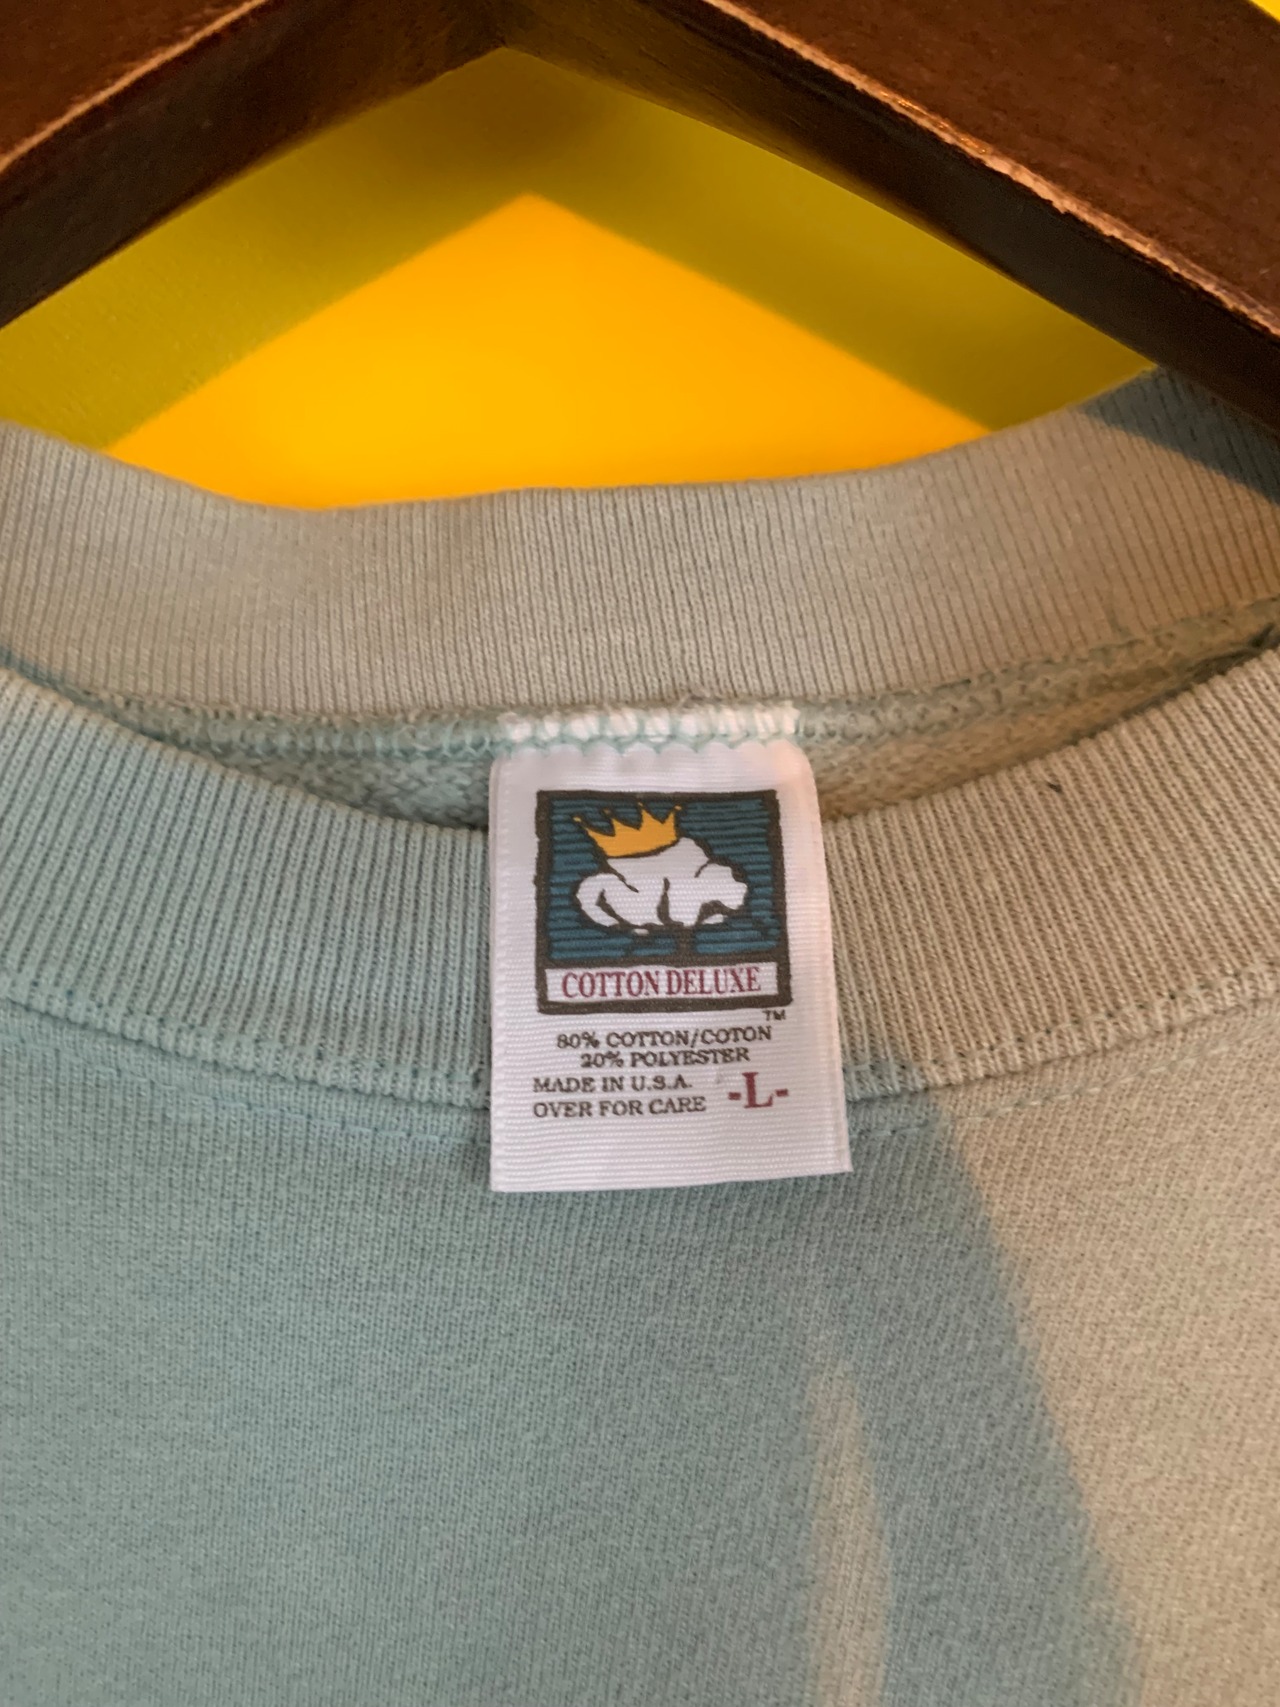 COTTON DELUXE
TM
80% COTTON/COTON
20% POLYESTER
MADE IN U.S.A.
-L-
OVER FOR CARE